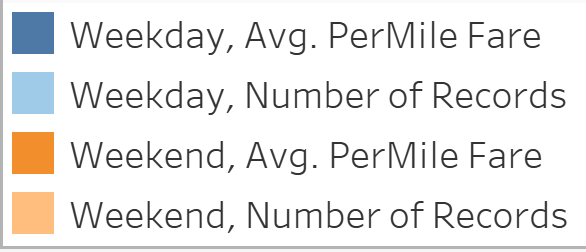 Weekday, Avg. PerMile Fare
Weekday, Number of Records
Weekend, Avg. PerMile Fare
Weekend, Number of Records